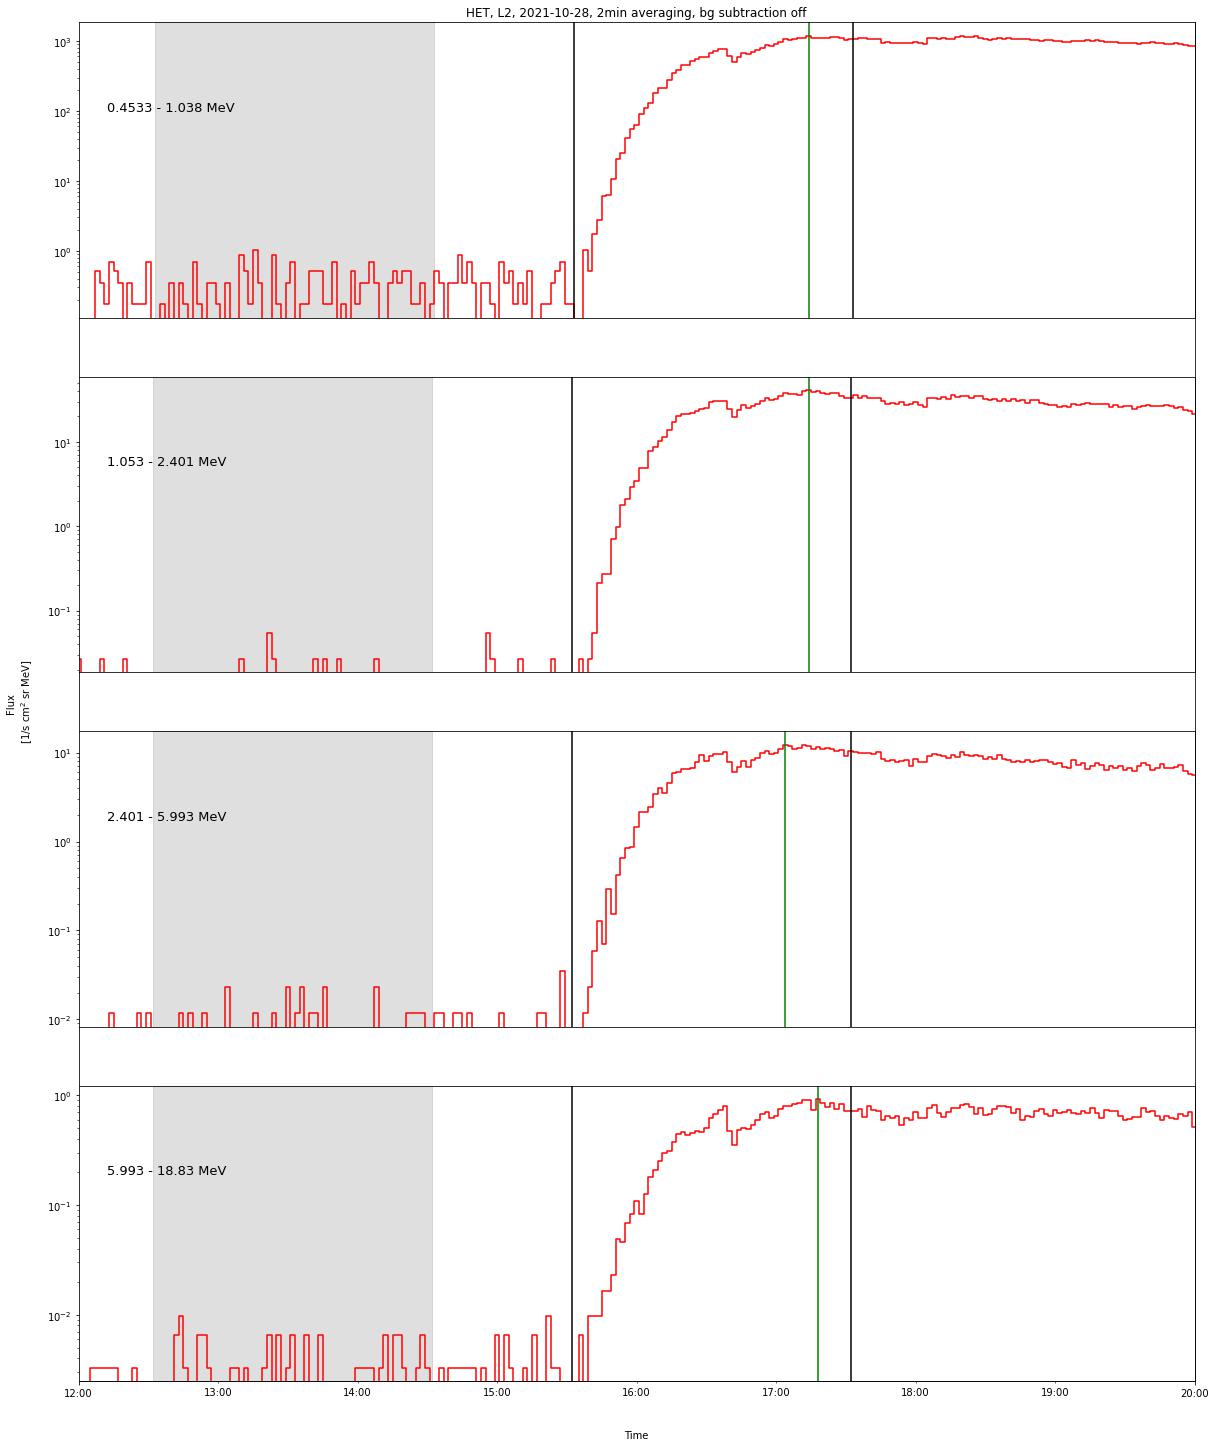 HET, L2, 2021-10-28, 2min averaging, bg subtraction off
10³
10²
10¹
10⁰
0.4533 - 1.038 MeV
10¹
10⁰
10⁻¹
1.053 - 2.401 MeV
Flux
[1/s cm² sr MeV]
10¹
10⁰
10⁻¹
10⁻²
2.401 - 5.993 MeV
10⁰
10⁻¹
10⁻²
5.993 - 18.83 MeV
12:00 13:00 14:00 15:00 16:00 17:00 18:00 19:00 20:00
Time